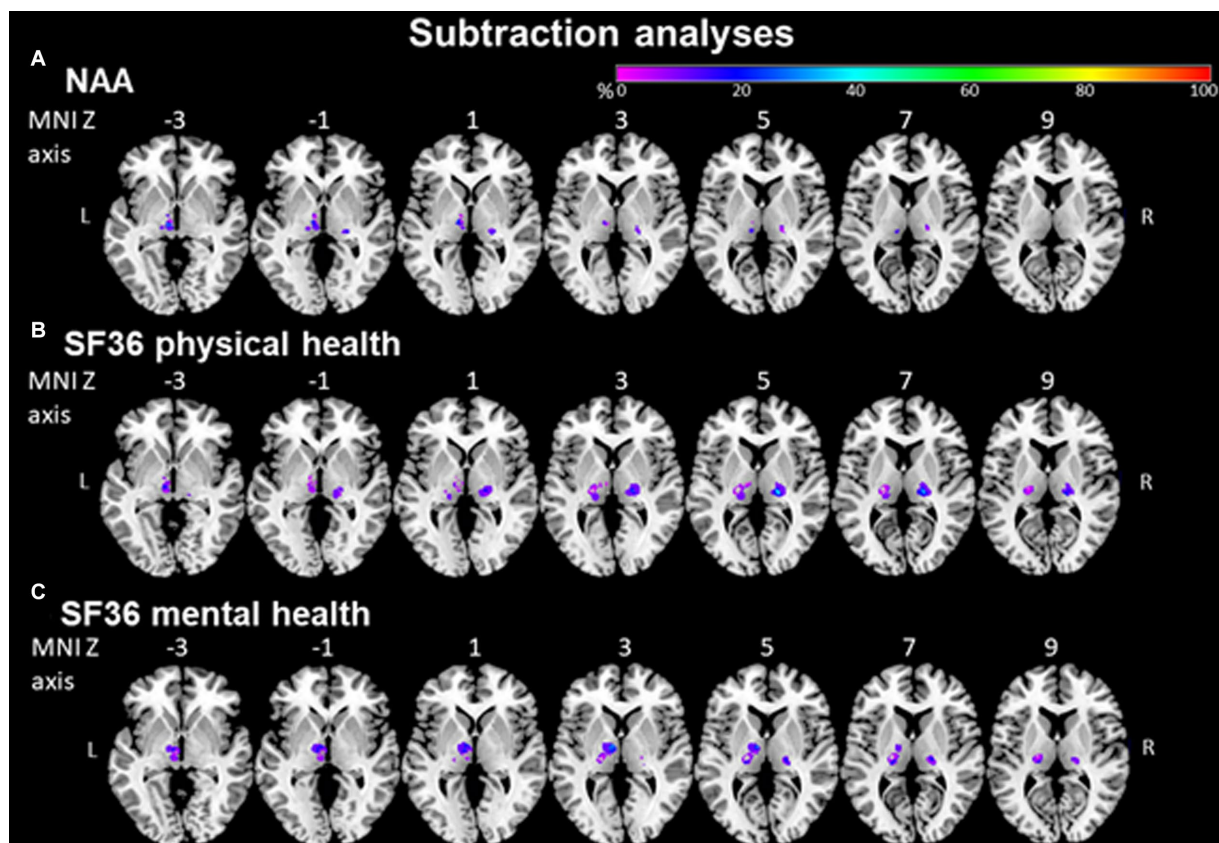 Subtraction analyses
A
NAA
% 0 20 40 60 80 100
MNI Z -3 -1 1 3 5 7 9
axis
L R
B
SF36 physical health
MNI Z -3 -1 1 3 5 7 9
axis
L R
C
SF36 mental health
MNI Z -3 -1 1 3 5 7 9
axis
L R